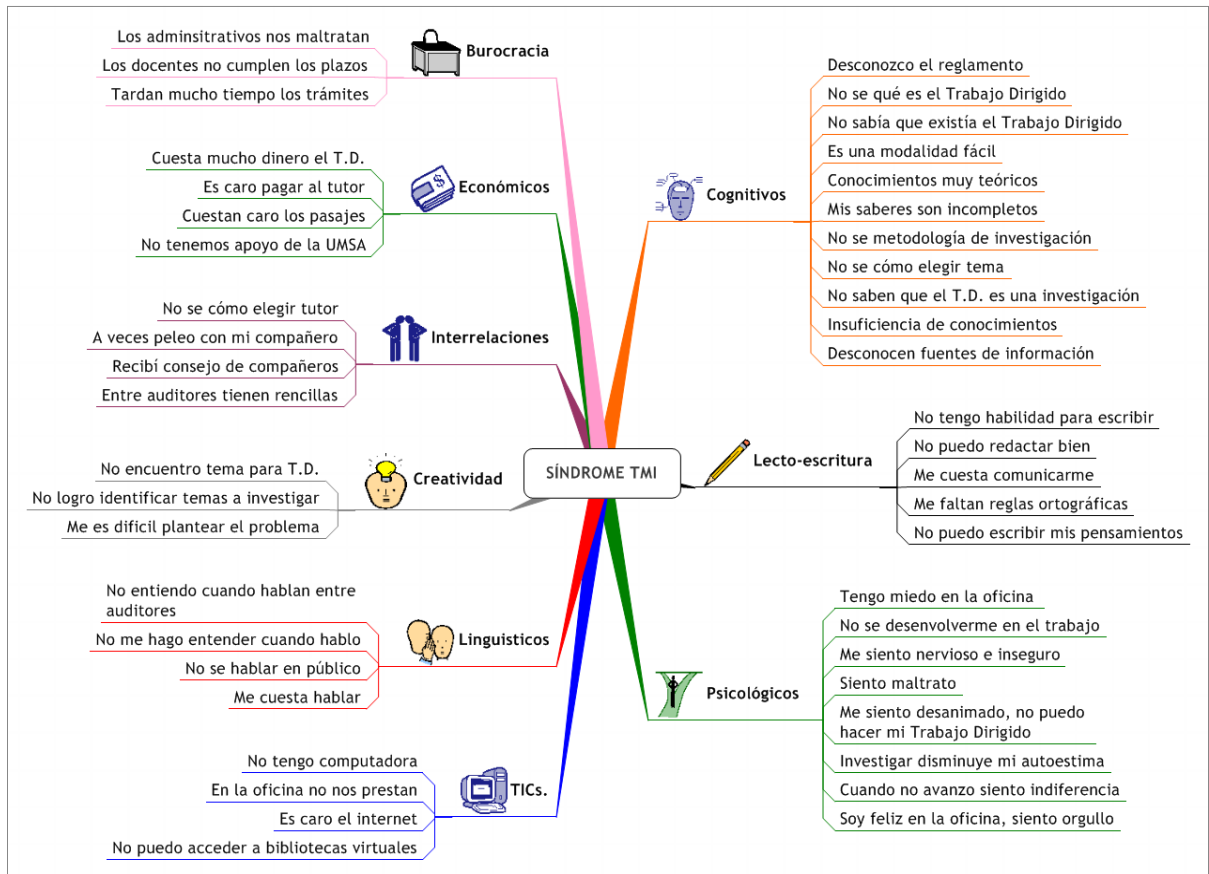 SÍNDROME TMI
Burocracia
Los adminsitrativos nos maltratan
Los docentes no cumplen los plazos
Tardan mucho tiempo los trámites
Económicos
Cuesta mucho dinero el T.D.
Es caro pagar al tutor
Cuestan caro los pasajes
No tenemos apoyo de la UMSA
Interrelaciones
No se cómo elegir tutor
A veces peleo con mi compañero
Recibí consejo de compañeros
Entre auditores tienen rencillas
Creatividad
No encuentro tema para T.D.
No logro identificar temas a investigar
Me es dificil plantear el problema
Linguisticos
No entiendo cuando hablan entre
auditores
No me hago entender cuando hablo
No se hablar en público
Me cuesta hablar
TICs.
No tengo computadora
En la oficina no nos prestan
Es caro el internet
No puedo acceder a bibliotecas virtuales
Cognitivos
Desconozco el reglamento
No se qué es el Trabajo Dirigido
No sabía que existía el Trabajo Dirigido
Es una modalidad fácil
Conocimientos muy teóricos
Mis saberes son incompletos
No se metodología de investigación
No se cómo elegir tema
No saben que el T.D. es una investigación
Insuficiencia de conocimientos
Desconocen fuentes de información
Lecto-escritura
No tengo habilidad para escribir
No puedo redactar bien
Me cuesta comunicarme
Me faltan reglas ortográficas
No puedo escribir mis pensamientos
Psicológicos
Tengo miedo en la oficina
No se desenvolverme en el trabajo
Me siento nervioso e inseguro
Siento maltrato
Me siento desanimado, no puedo
hacer mi Trabajo Dirigido
Investigar disminuye mi autoestima
Cuando no avanzo siento indiferencia
Soy feliz en la oficina, siento orgullo